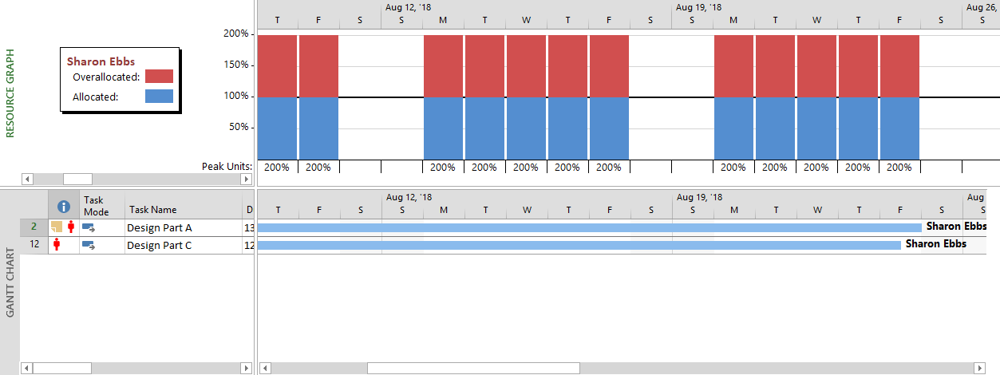 RESOURCE GRAPH
Sharon Ebbs
Overallocated:
Allocated:
Aug 12, '18 Aug 19, '18 Aug 26,
T F S S M T W T F S S M T W T F S S
200%
150%
100%
50%
Peak Units: 200% 200% 200% 200% 200% 200% 200% 200% 200% 200% 200% 200%
GANTT CHART
Task Mode Task Name D
Aug 12, '18 Aug 19, '18 Aug
T F S S M T W T F S S M T W T F S S
2 Design Part A 13 Sharon Ebbs
12 Design Part C 12 Sharon Ebbs